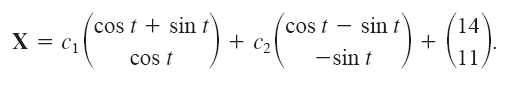 X = c₁ (cos t + sin t) + c₂ (cos t − sin t) + (14)
(cos t) (−sin t) (11).